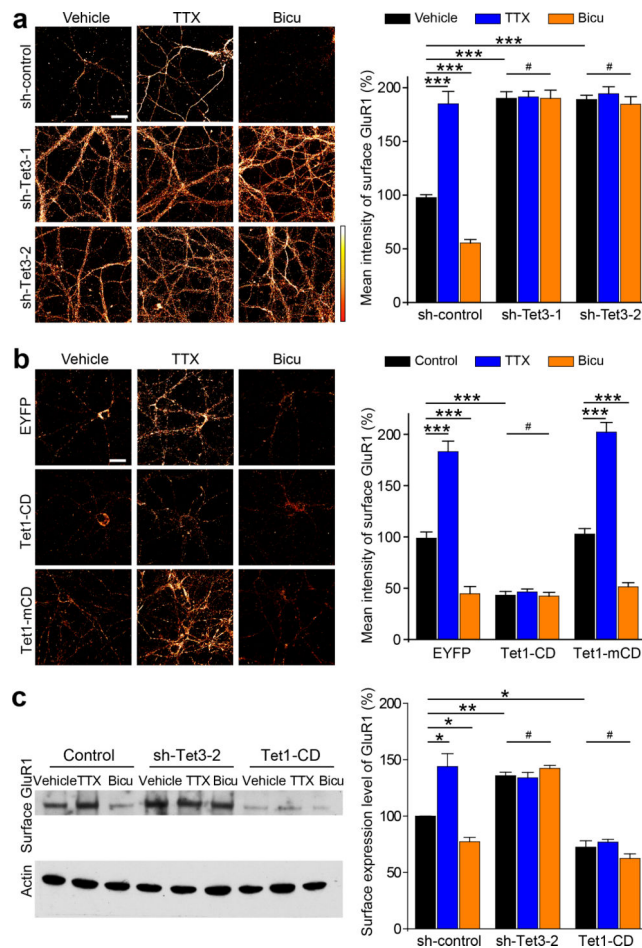 a
Vehicle TTX Bicu
sh-control
sh-Tet3-1
sh-Tet3-2
Vehicle TTX Bicu
***
***
***
***
# #
Mean intensity of surface GluR1 (%)
200
150
100
50
0
sh-control sh-Tet3-1 sh-Tet3-2
b
Vehicle TTX Bicu
EYFP
Tet1-CD
Tet1-mCD
Control TTX Bicu
***
***
***
***
***
#
Mean intensity of surface GluR1 (%)
200
150
100
50
0
EYFP Tet1-CD Tet1-mCD
c
Control sh-Tet3-2 Tet1-CD
Vehicle TTX Bicu Vehicle TTX Bicu Vehicle TTX Bicu
Surface GluR1
Actin
*
**
*
*
# #
Surface expression level of GluR1 (%)
200
150
100
50
0
sh-control sh-Tet3-2 Tet1-CD